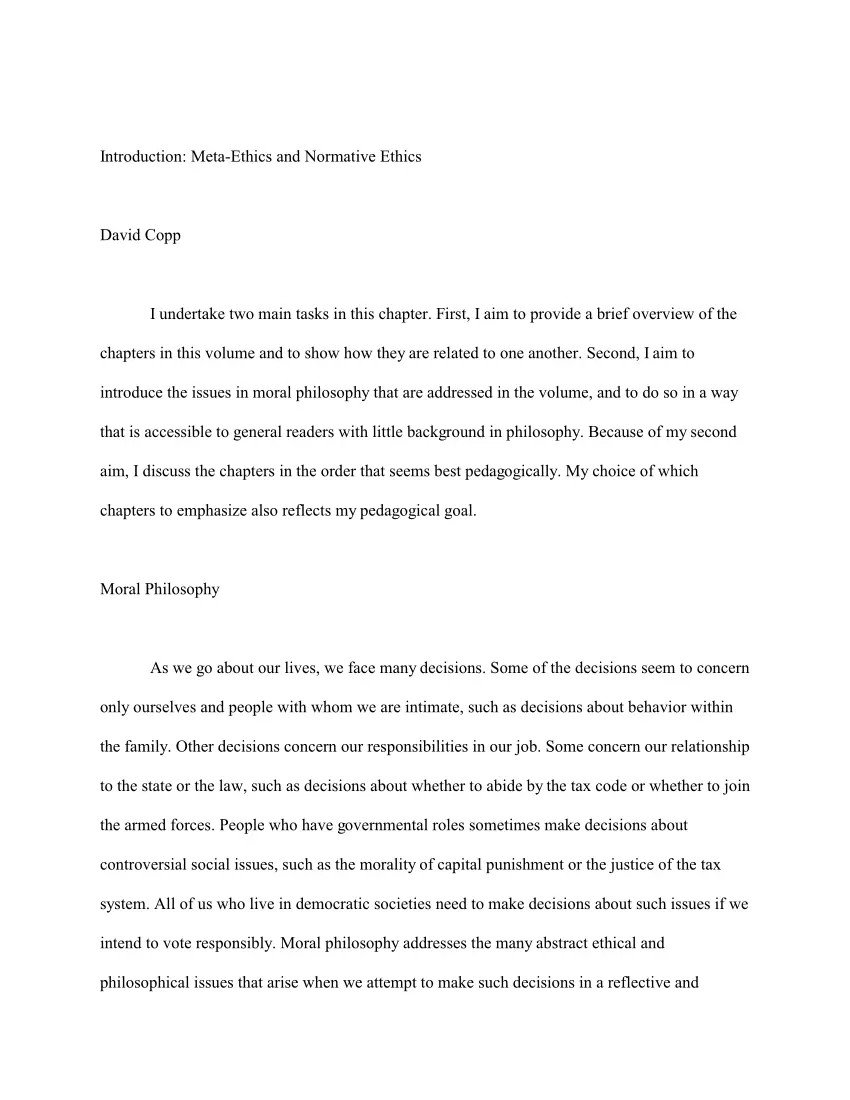 Introduction: Meta-Ethics and Normative Ethics
David Copp
I undertake two main tasks in this chapter. First, I aim to provide a brief overview of the
chapters in this volume and to show how they are related to one another. Second, I aim to
introduce the issues in moral philosophy that are addressed in the volume, and to do so in a way
that is accessible to general readers with little background in philosophy. Because of my second
aim, I discuss the chapters in the order that seems best pedagogically. My choice of which
chapters to emphasize also reflects my pedagogical goal.
Moral Philosophy
As we go about our lives, we face many decisions. Some of the decisions seem to concern
only ourselves and people with whom we are intimate, such as decisions about behavior within
the family. Other decisions concern our responsibilities in our job. Some concern our relationship
to the state or the law, such as decisions about whether to abide by the tax code or whether to join
the armed forces. People who have governmental roles sometimes make decisions about
controversial social issues, such as the morality of capital punishment or the justice of the tax
system. All of us who live in democratic societies need to make decisions about such issues if we
intend to vote responsibly. Moral philosophy addresses the many abstract ethical and
philosophical issues that arise when we attempt to make such decisions in a reflective and